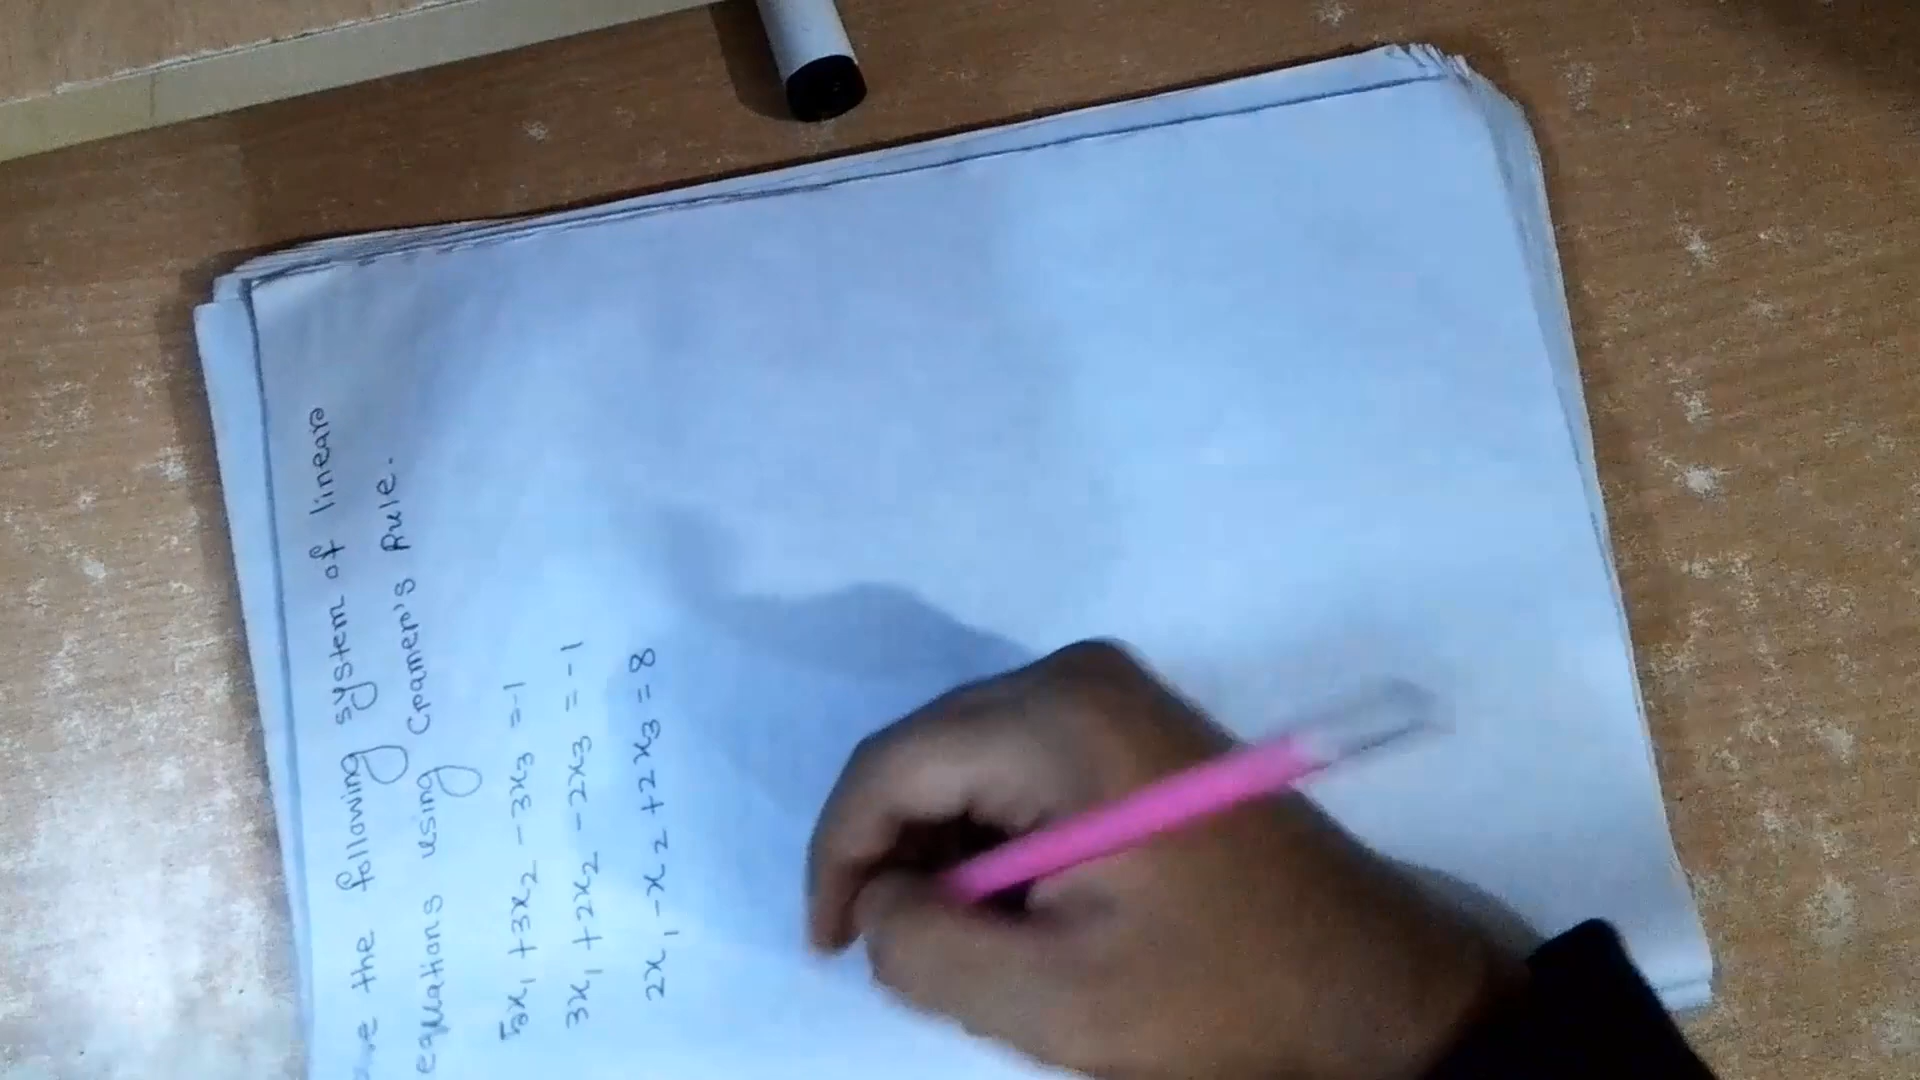 the following system of linear
equations using Cramer's Rule.
5x₁ + 3x₂ - 3x₃ = -1
3x₁ + 2x₂ - 2x₃ = -1
2x₁ - x₂ + 2x₃ = 8